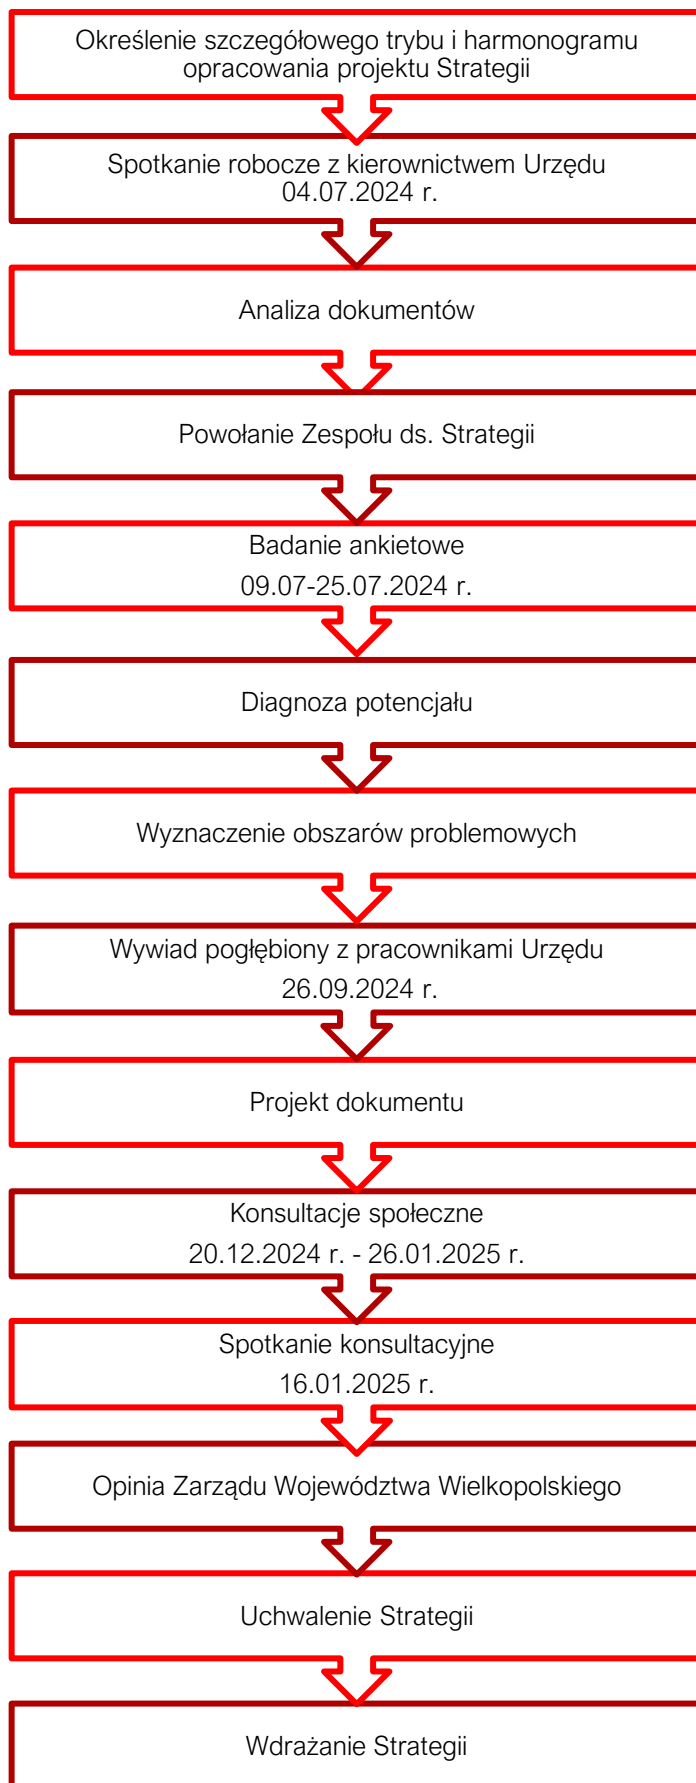 Określenie szczegółowego trybu i harmonogramu
opracowania projektu Strategii
Spotkanie robocze z kierownictwem Urzędu
04.07.2024 r.
Analiza dokumentów
Powołanie Zespołu ds. Strategii
Badanie ankietowe
09.07-25.07.2024 r.
Diagnoza potencjału
Wyznaczenie obszarów problemowych
Wywiad pogłębiony z pracownikami Urzędu
26.09.2024 r.
Projekt dokumentu
Konsultacje społeczne
20.12.2024 r. - 26.01.2025 r.
Spotkanie konsultacyjne
16.01.2025 r.
Opinia Zarządu Województwa Wielkopolskiego
Uchwalenie Strategii
Wdrażanie Strategii